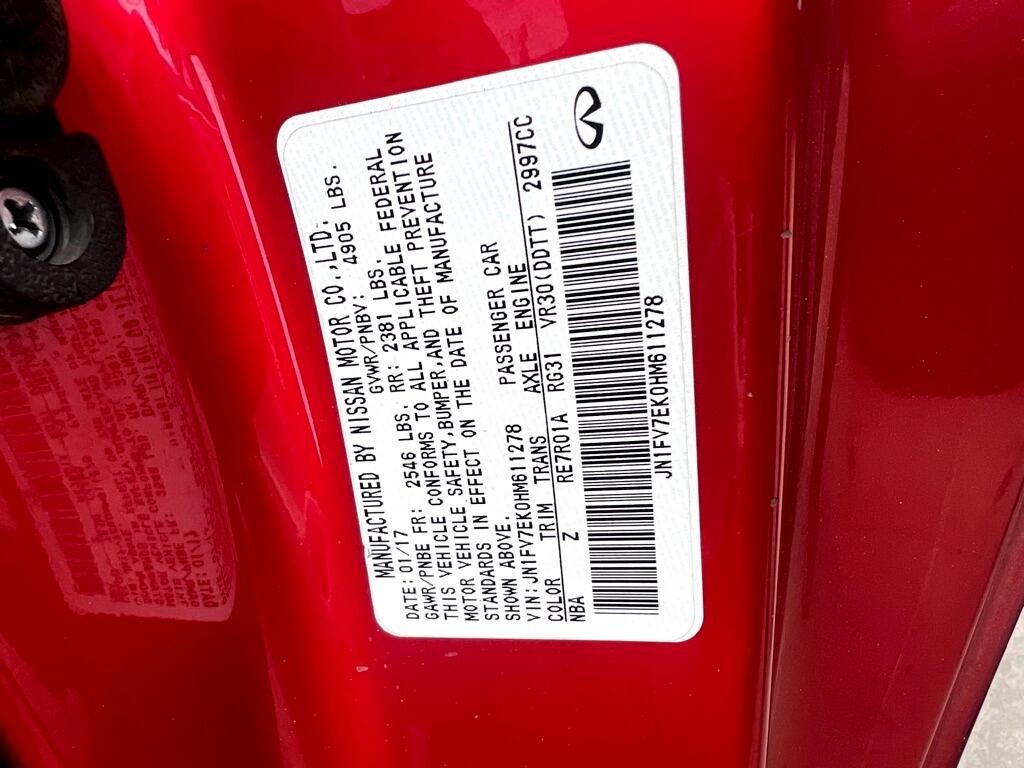 MANUFACTURED BY NISSAN MOTOR CO.,LTD.
DATE:01/17 GVWR/PNBV: 4905 LBS.
GAWR/PNBE FR: 2546 LBS. RR: 2381 LBS.
THIS VEHICLE CONFORMS TO ALL APPLICABLE FEDERAL
MOTOR VEHICLE SAFETY,BUMPER,AND THEFT PREVENTION
STANDARDS IN EFFECT ON THE DATE OF MANUFACTURE
SHOWN ABOVE.
VIN:JN1FV7EK0HM611278 PASSENGER CAR
COLOR TRIM TRANS AXLE ENGINE
NBA Z RE7R01A RG31 VR30(DDTT) 2997CC
JN1FV7EK0HM611278